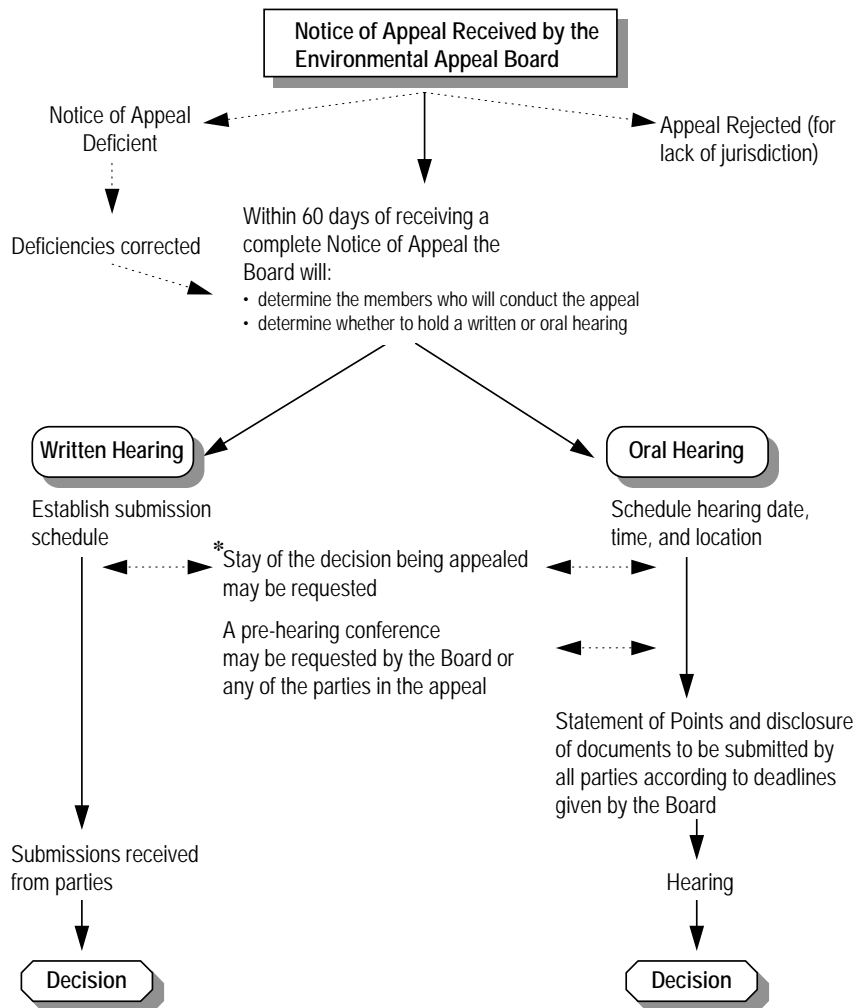 Notice of Appeal Received by the
Environmental Appeal Board
Notice of Appeal
Deficient
Appeal Rejected (for
lack of jurisdiction)
Deficiencies corrected
Within 60 days of receiving a
complete Notice of Appeal the
Board will:
• determine the members who will conduct the appeal
• determine whether to hold a written or oral hearing
Written Hearing
Oral Hearing
Establish submission
schedule
Schedule hearing date,
time, and location
*Stay of the decision being appealed
may be requested
A pre-hearing conference
may be requested by the Board or
any of the parties in the appeal
Statement of Points and disclosure
of documents to be submitted by
all parties according to deadlines
given by the Board
Submissions received
from parties
Hearing
Decision
Decision